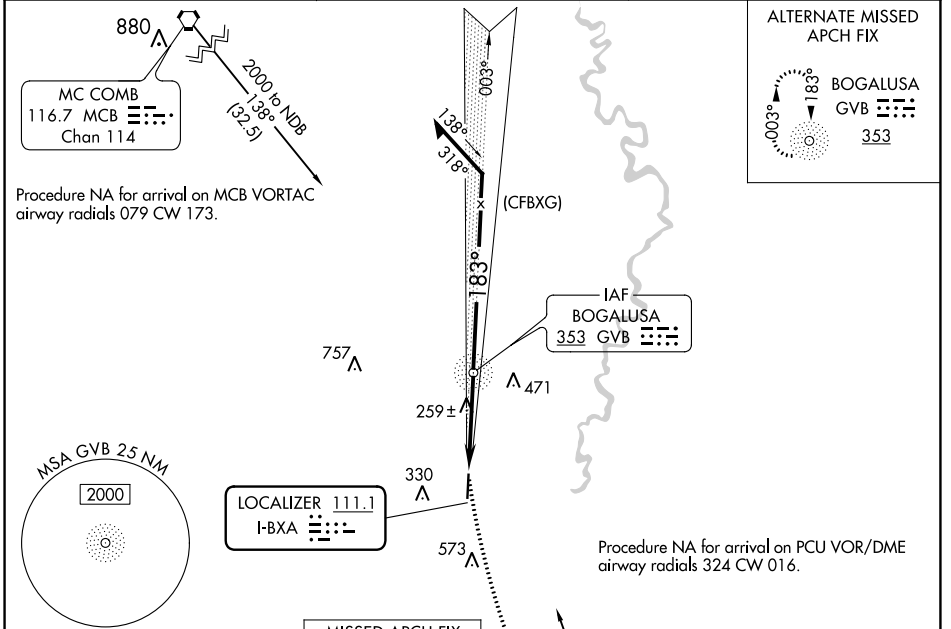 880
MC COMB
116.7 MCB
Chan 114
2000 to NDB
138°
(32.5)
Procedure NA for arrival on MCB VORTAC
airway radials 079 CW 173.
003°
138°
318°
(CFBXG)
183°
IAF
BOGALUSA
353 GVB
ALTERNATE MISSED
APCH FIX
003°
183°
BOGALUSA
GVB
353
757
471
259±
330
573
MSA GVB 25 NM
2000
LOCALIZER 111.1
I-BXA
Procedure NA for arrival on PCU VOR/DME
airway radials 324 CW 016.
MISSED APCH FIX